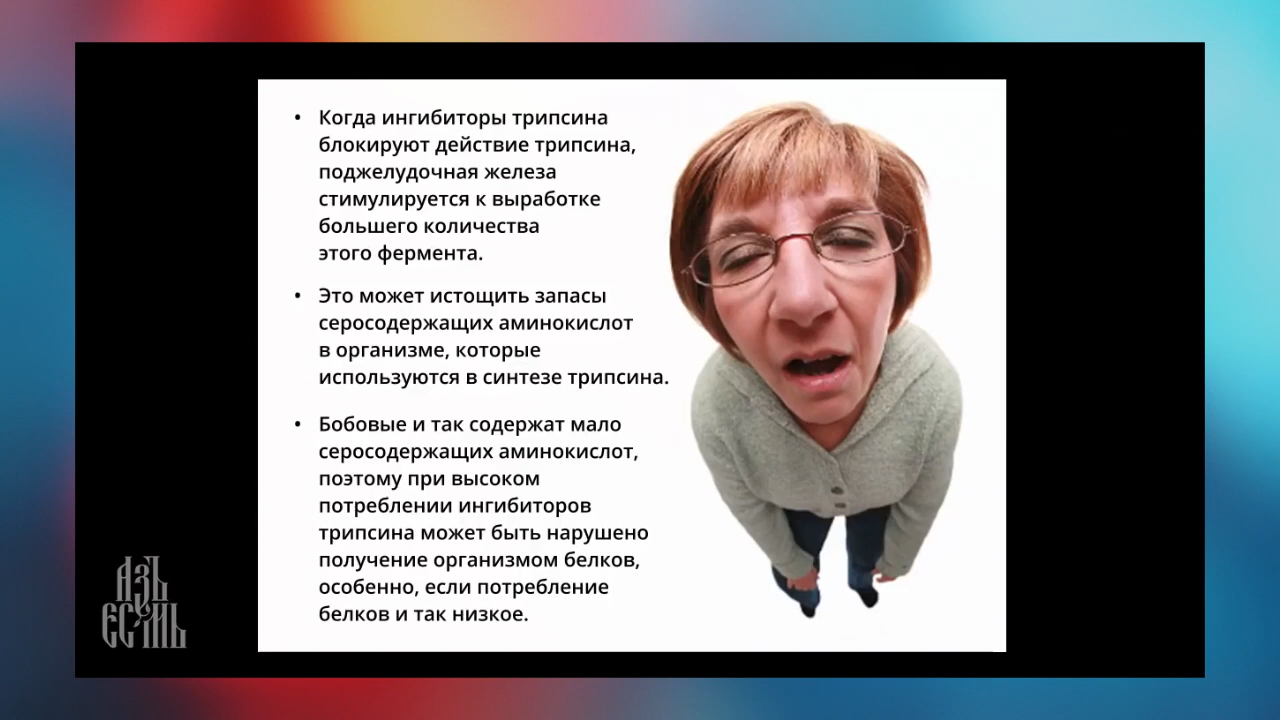 • Когда ингибиторы трипсина
блокируют действие трипсина,
поджелудочная железа
стимулируется к выработке
большего количества
этого фермента.
• Это может истощить запасы
серосодержащих аминокислот
в организме, которые
используются в синтезе трипсина.
• Бобовые и так содержат мало
серосодержащих аминокислот,
поэтому при высоком
потреблении ингибиторов
трипсина может быть нарушено
получение организмом белков,
особенно, если потребление
белков и так низкое.
АЗЪ
ЕСМЬ